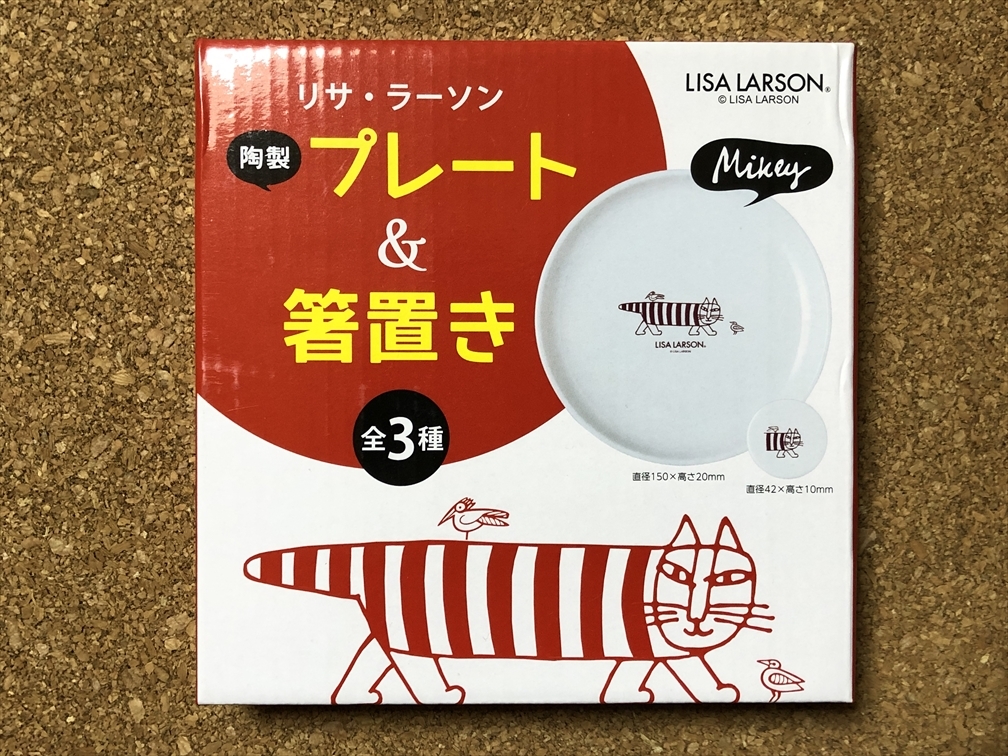 リサ・ラーソン
陶製
プレート
&
箸置き
全3種
LISA LARSON®
© LISA LARSON
Mikey
LISA LARSON®
© LISA LARSON
直径150×高さ20mm
直径42×高さ10mm